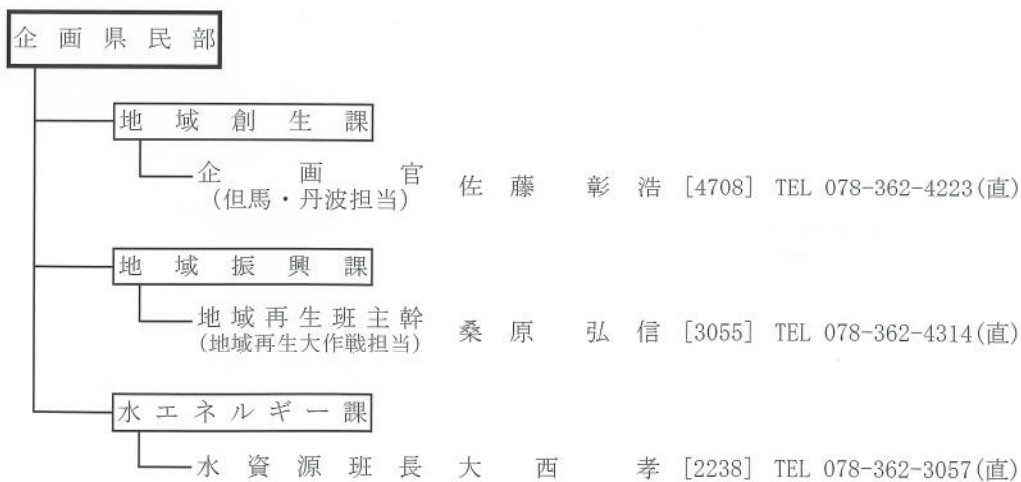 企画県民部
地域創生課
企画官 佐藤 彰浩 [4708] TEL 078-362-4223(直)
(但馬・丹波担当)
地域振興課
地域再生班主幹 桑原 弘信 [3055] TEL 078-362-4314(直)
(地域再生大作戦担当)
水エネルギー課
水資源班長 大西 孝 [2238] TEL 078-362-3057(直)